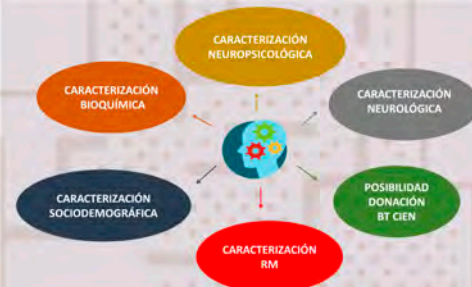 CARACTERIZACIÓN
NEUROPSICOLÓGICA
CARACTERIZACIÓN
BIOQUÍMICA
CARACTERIZACIÓN
NEUROLÓGICA
CARACTERIZACIÓN
SOCIODEMOGRÁFICA
POSIBILIDAD
DONACIÓN
BT CIEN
CARACTERIZACIÓN
RM